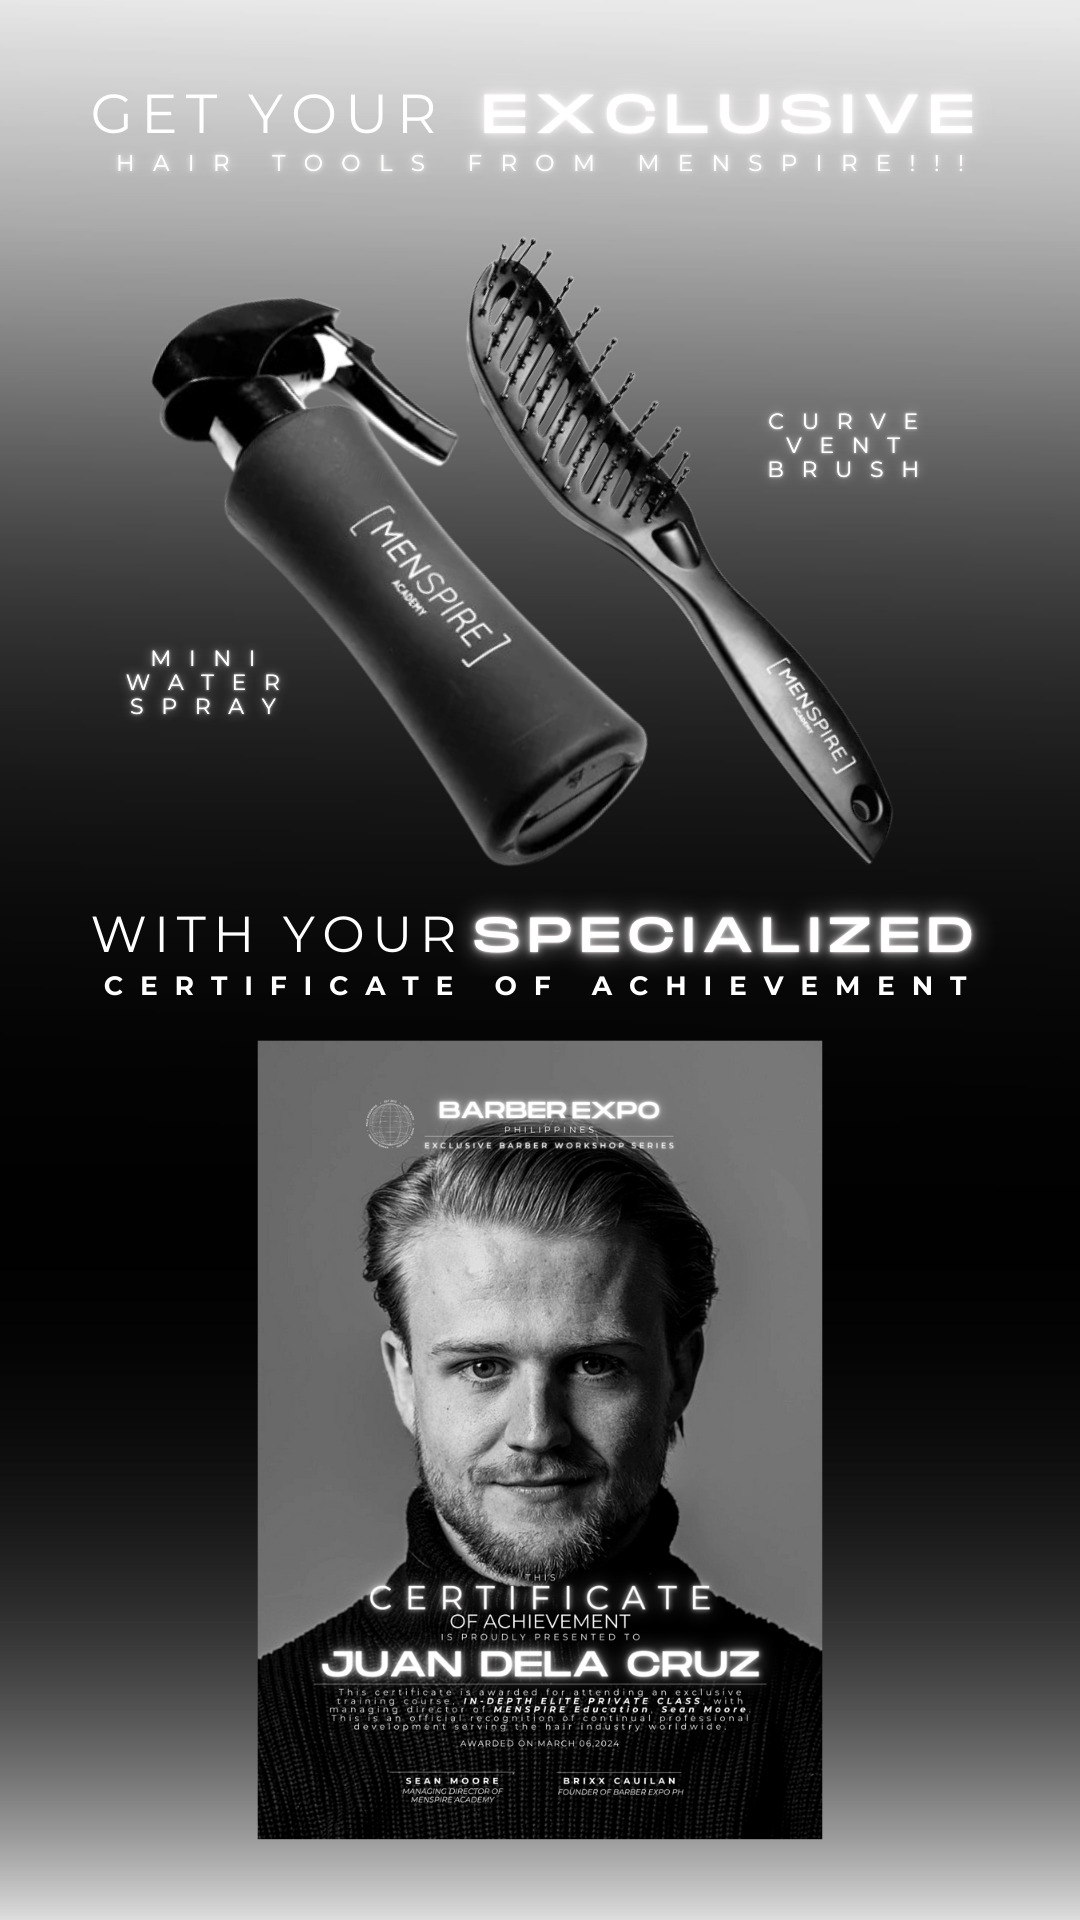 GET YOUR EXCLUSIVE
HAIR TOOLS FROM MENSPIRE!!!
CURVE
VENT
BRUSH
[MENSPIRE]
ACADEMY
MINI
WATER
SPRAY
[MENSPIRE]
ACADEMY
WITH YOUR SPECIALIZED
CERTIFICATE OF ACHIEVEMENT
BARBER EXPO
PHILIPPINES
EXCLUSIVE BARBER WORKSHOP SERIES
THIS
CERTIFICATE
OF ACHIEVEMENT
IS PROUDLY PRESENTED TO
JUAN DELA CRUZ
This certificate is awarded for attending an exclusive
training course, IN-DEPTH ELITE PRIVATE CLASS, with
managing director of MENSPIRE Education, Sean Moore.
This is an official recognition of continual professional
development serving the hair industry worldwide.
AWARDED ON MARCH 06,2024
SEAN MOORE
MANAGING DIRECTOR OF
MENSPIRE ACADEMY
BRIXX CAUILAN
FOUNDER OF BARBER EXPO PH